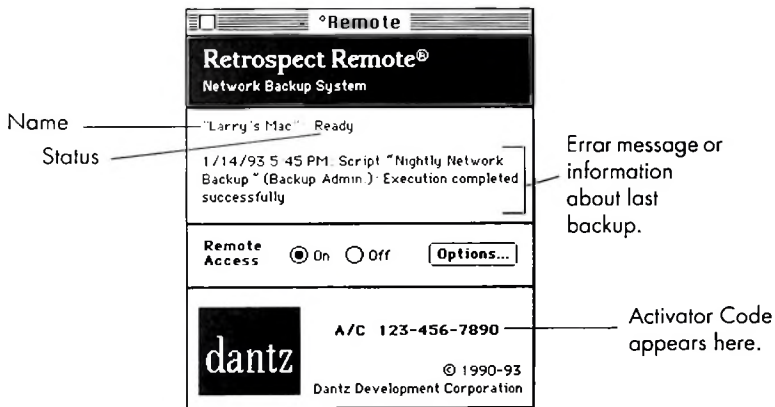 °Remote
Retrospect Remote®
Network Backup System
Name
"Larry's Mac": Ready
Status
1/14/93 5 45 PM: Script "Nightly Network
Backup" (Backup Admin.): Execution completed
successfully
Errar message or
information
about last
backup.
Remote
Access
On Off Options...
A/C 123-456-7890
Activator Code
appears here.
dantz
© 1990-93
Dantz Development Corporation